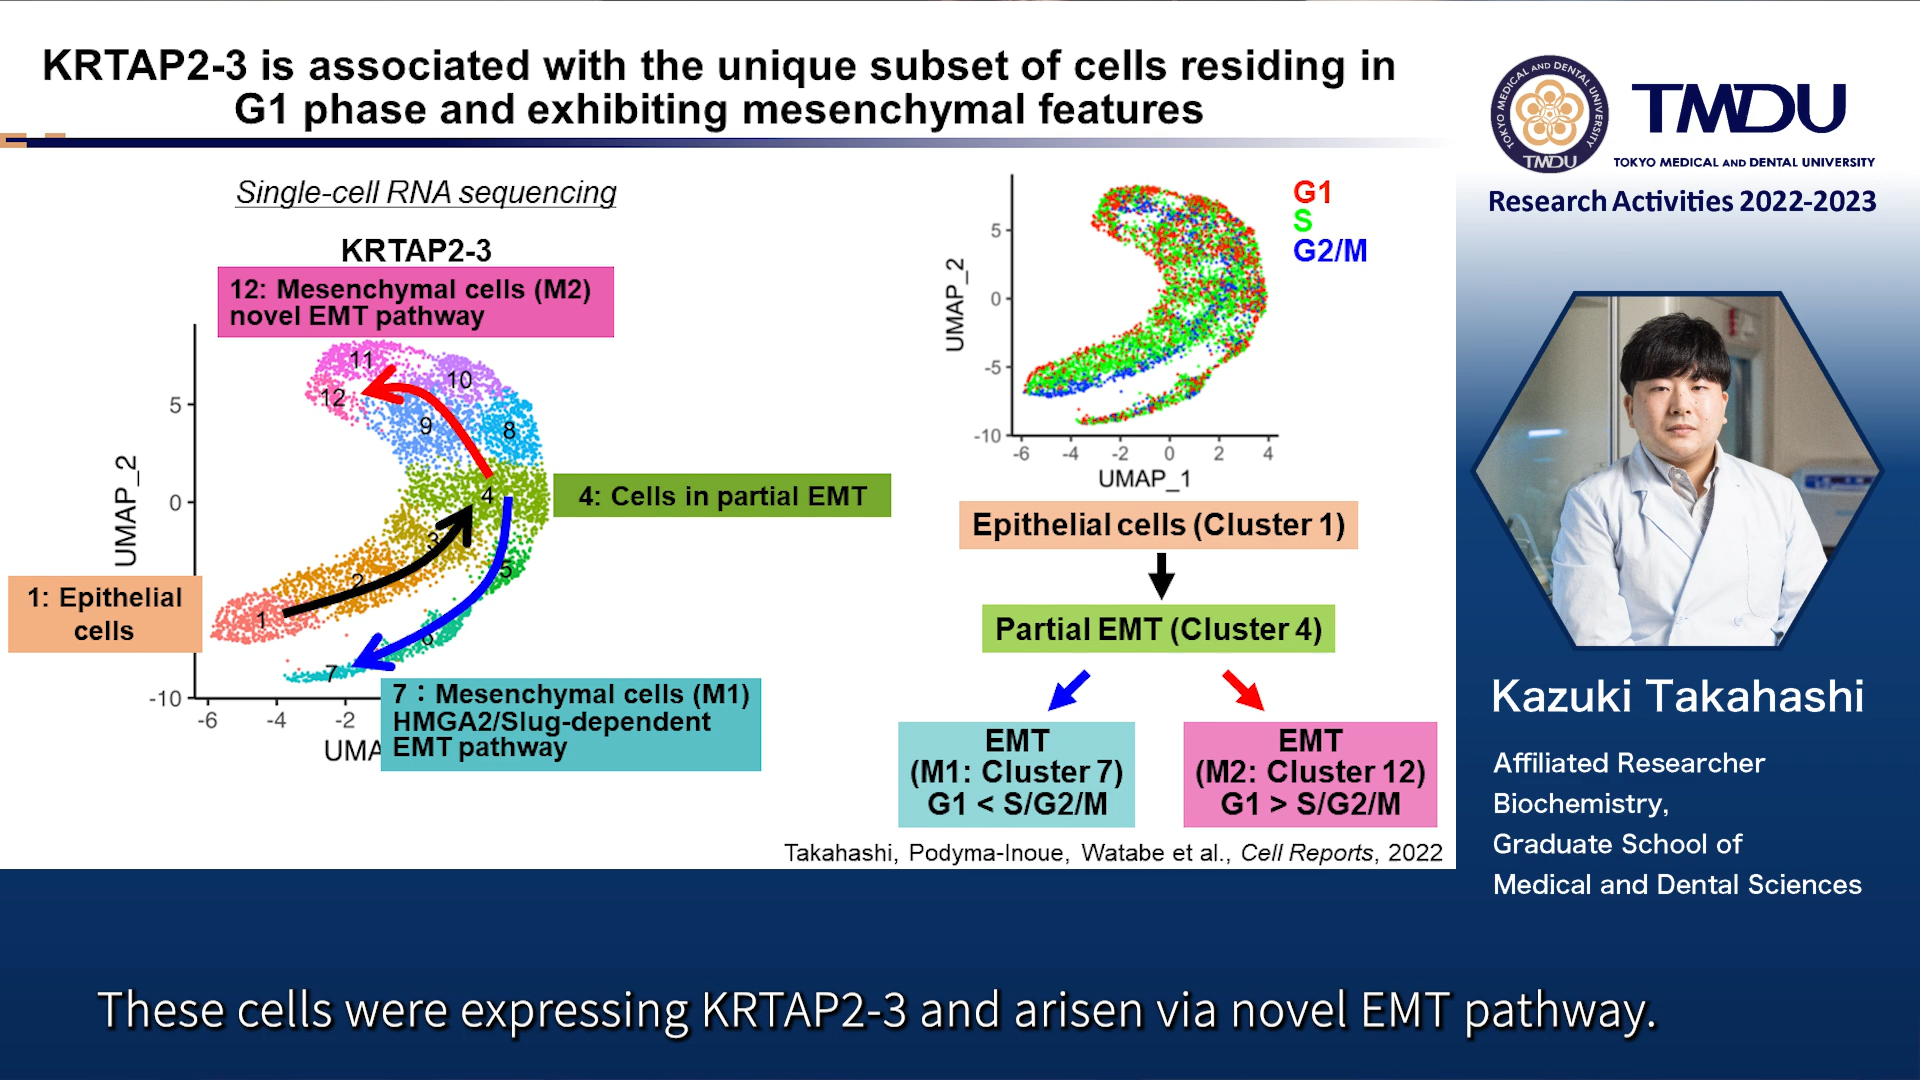 KRTAP2-3 is associated with the unique subset of cells residing in
G1 phase and exhibiting mesenchymal features
Single-cell RNA sequencing
KRTAP2-3
12: Mesenchymal cells (M2)
novel EMT pathway
11
10
12
9
8
5
4
4: Cells in partial EMT
UMAP_2
0
3
5
2
1: Epithelial
cells
1
6
7
-10
7：Mesenchymal cells (M1)
HMGA2/Slug-dependent
EMT pathway
-6
-4
-2
UMA
G1
S
G2/M
5
0
-5
-10
UMAP_2
-6
-4
-2
0
2
4
UMAP_1
Epithelial cells (Cluster 1)
Partial EMT (Cluster 4)
EMT
(M1: Cluster 7)
G1 < S/G2/M
EMT
(M2: Cluster 12)
G1 > S/G2/M
Takahashi, Podyma-Inoue, Watabe et al., Cell Reports, 2022
TOKYO MEDICAL AND DENTAL UNIVERSITY
TMDU
TMDU
TOKYO MEDICAL AND DENTAL UNIVERSITY
Research Activities 2022-2023
Kazuki Takahashi
Affiliated Researcher
Biochemistry,
Graduate School of
Medical and Dental Sciences
These cells were expressing KRTAP2-3 and arisen via novel EMT pathway.